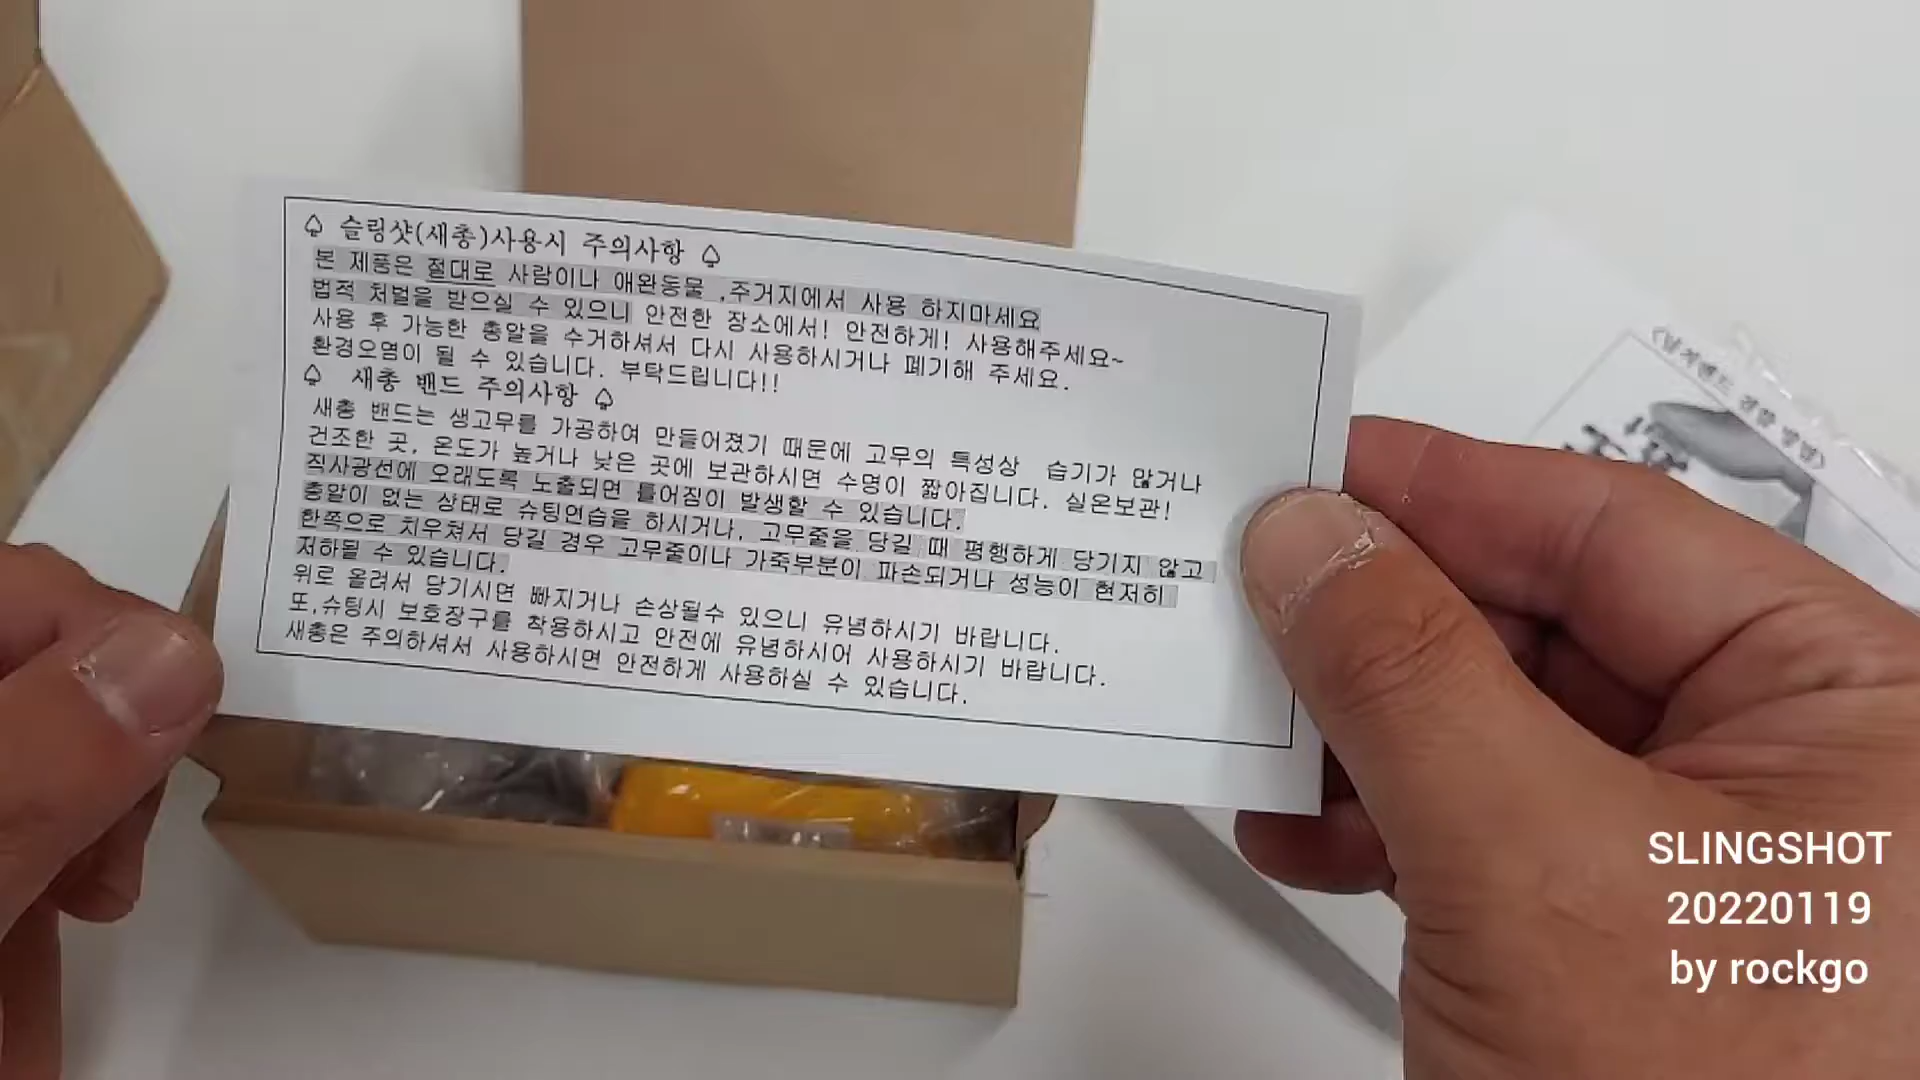 ♤ 슬링샷(새총)사용시 주의사항 ♤
본 제품은 절대로 사람이나 애완동물 ,주거지에서 사용 하지마세요
법적 처벌을 받으실 수 있으니 안전한 장소에서! 안전하게! 사용해주세요~
사용 후 가능한 총알을 수거하셔서 다시 사용하시거나 폐기해 주세요.
환경오염이 될 수 있습니다. 부탁드립니다!!
♤ 새총 밴드 주의사항 ♤
새총 밴드는 생고무를 가공하여 만들어졌기 때문에 고무의 특성상 습기가 많거나
건조한 곳, 온도가 높거나 낮은 곳에 보관하시면 수명이 짧아집니다. 실온보관!
직사광선에 오래도록 노출되면 틀어짐이 발생할 수 있습니다.
총알이 없는 상태로 슈팅연습을 하시거나, 고무줄을 당길 때 평행하게 당기지 않고
한쪽으로 치우쳐서 당길 경우 고무줄이나 가죽부분이 파손되거나 성능이 현저히
저하될 수 있습니다.
위로 올려서 당기시면 빠지거나 손상될수 있으니 유념하시기 바랍니다.
또,슈팅시 보호장구를 착용하시고 안전에 유념하시어 사용하시기 바랍니다.
새총은 주의하셔서 사용하시면 안전하게 사용하실 수 있습니다.
SLINGSHOT
20220119
by rockgo